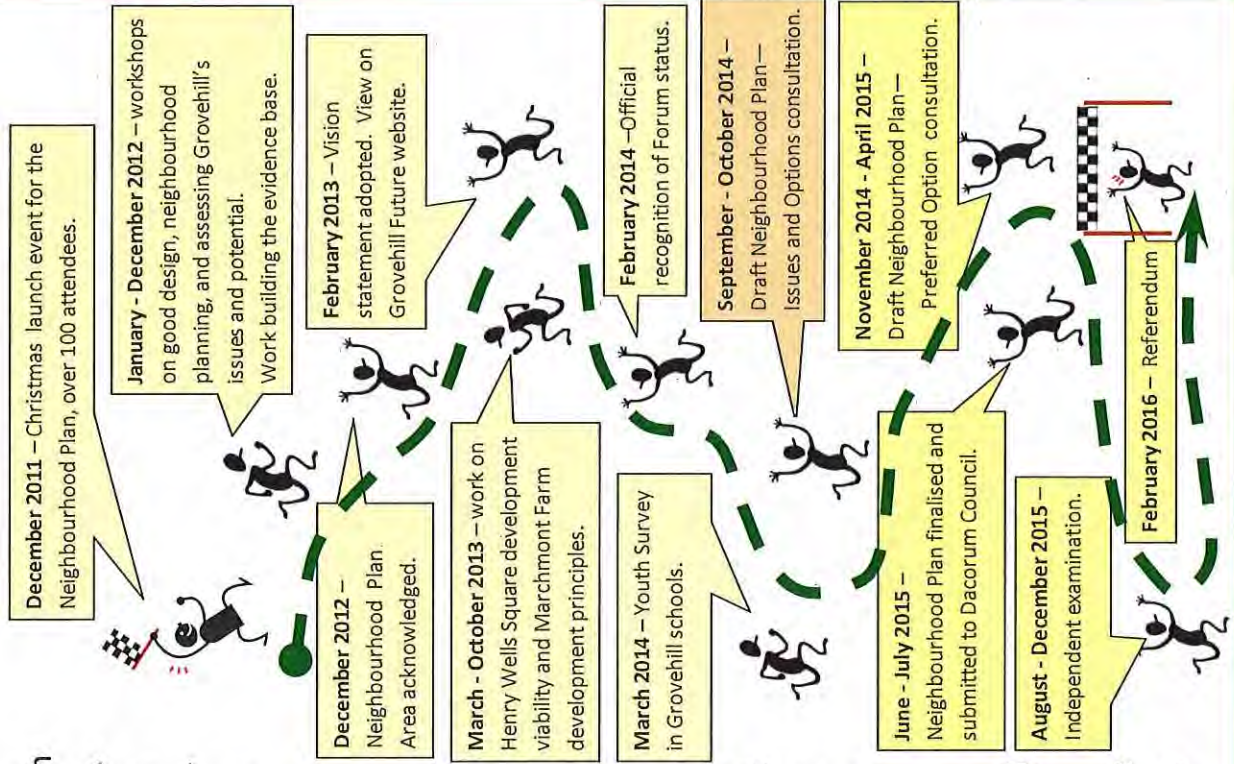 December 2011 – Christmas launch event for the
Neighbourhood Plan, over 100 attendees.
January - December 2012 – workshops
on good design, neighbourhood
planning, and assessing Grovehill's
issues and potential.
Work building the evidence base.
December 2012 –
Neighbourhood Plan
Area acknowledged.
February 2013 – Vision
statement adopted. View on
Grovehill Future website.
March - October 2013 – work on
Henry Wells Square development
viability and Marchmont Farm
development principles.
February 2014 –Official
recognition of Forum status.
March 2014 – Youth Survey
in Grovehill schools.
September - October 2014 –
Draft Neighbourhood Plan—
Issues and Options consultation.
November 2014 - April 2015 –
Draft Neighbourhood Plan—
Preferred Option consultation.
June - July 2015 –
Neighbourhood Plan finalised and
submitted to Dacorum Council.
August - December 2015 –
Independent examination.
February 2016 – Referendum